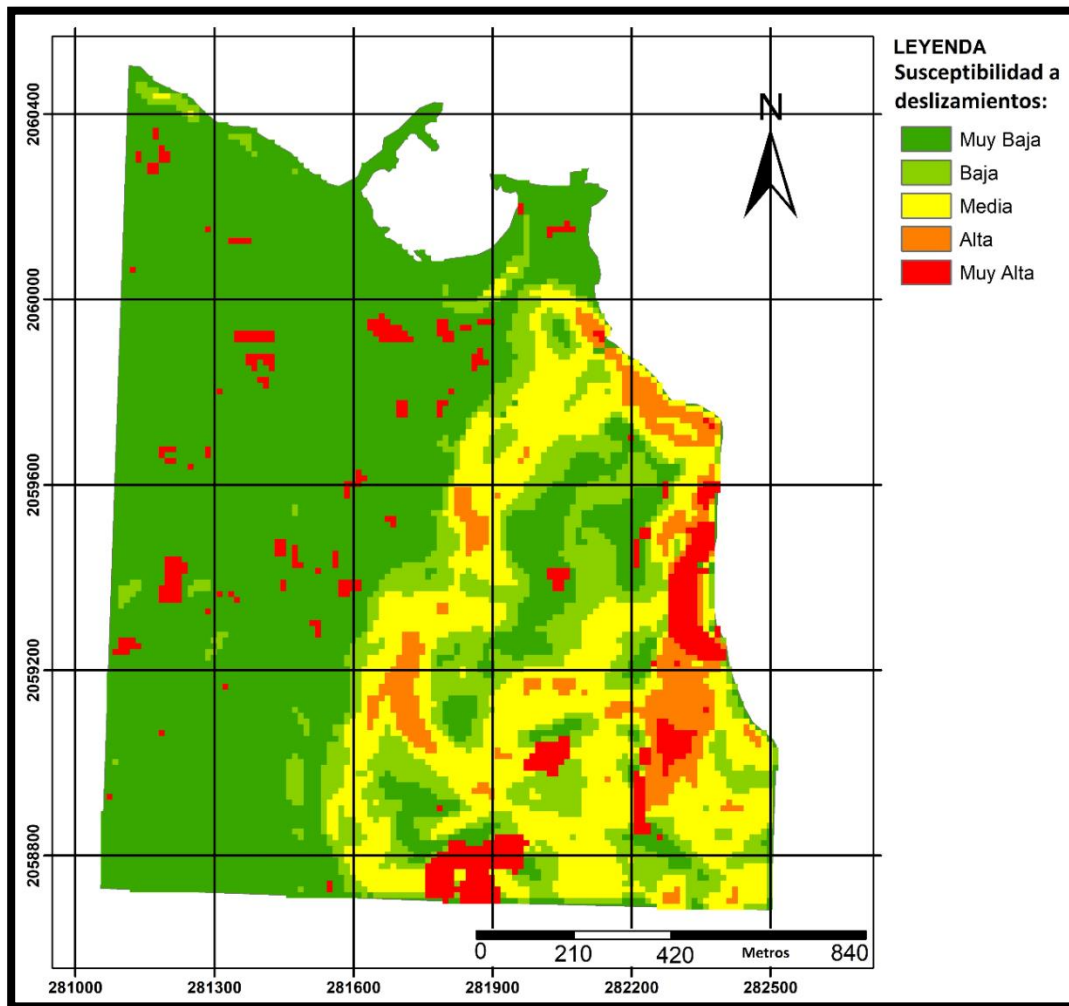 LEYENDA
Susceptibilidad a
deslizamientos:
Muy Baja
Baja
Media
Alta
Muy Alta
N
2060400
2060000
2059600
2059200
2058800
0 210 420 Metros 840
281000 281300 281600 281900 282200 282500